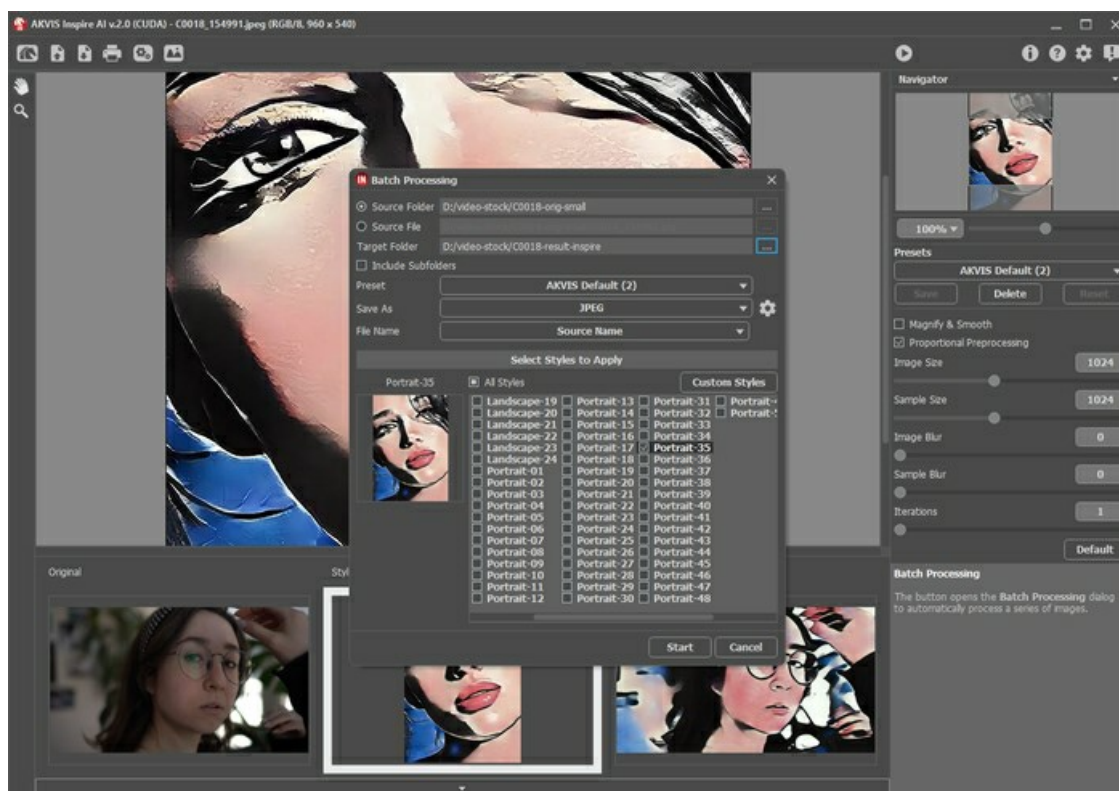 AKVIS Inspire AI v.2.0 (CUDA) - C0018_154991.jpeg (RGB/8, 960 x 540)
Navigator
100%
Presets
AKVIS Default (2)
Save Delete Reset
Magnify & Smooth
Proportional Preprocessing
Image Size 1024
Sample Size 1024
Image Blur 0
Sample Blur 0
Iterations 1
Default
Batch Processing
The button opens the Batch Processing dialog
to automatically process a series of images.
IN Batch Processing
Source Folder D:/video-stock/C0018-orig-small ...
Source File
Target Folder D:/video-stock/C0018-result-inspire ...
Include Subfolders
Preset AKVIS Default (2)
Save As JPEG
File Name Source Name
Select Styles to Apply
Portrait-35 All Styles Custom Styles
Landscape-19 Portrait-13 Portrait-31
Landscape-20 Portrait-14 Portrait-32
Landscape-21 Portrait-15 Portrait-33
Landscape-22 Portrait-16 Portrait-34
Landscape-23 Portrait-17 Portrait-35
Landscape-24 Portrait-18 Portrait-36
Portrait-01 Portrait-19 Portrait-37
Portrait-02 Portrait-20 Portrait-38
Portrait-03 Portrait-21 Portrait-39
Portrait-04 Portrait-22 Portrait-40
Portrait-05 Portrait-23 Portrait-41
Portrait-06 Portrait-24 Portrait-42
Portrait-07 Portrait-25 Portrait-43
Portrait-08 Portrait-26 Portrait-44
Portrait-09 Portrait-27 Portrait-45
Portrait-10 Portrait-28 Portrait-46
Portrait-11 Portrait-29 Portrait-47
Portrait-12 Portrait-30 Portrait-48
Start Cancel
Original